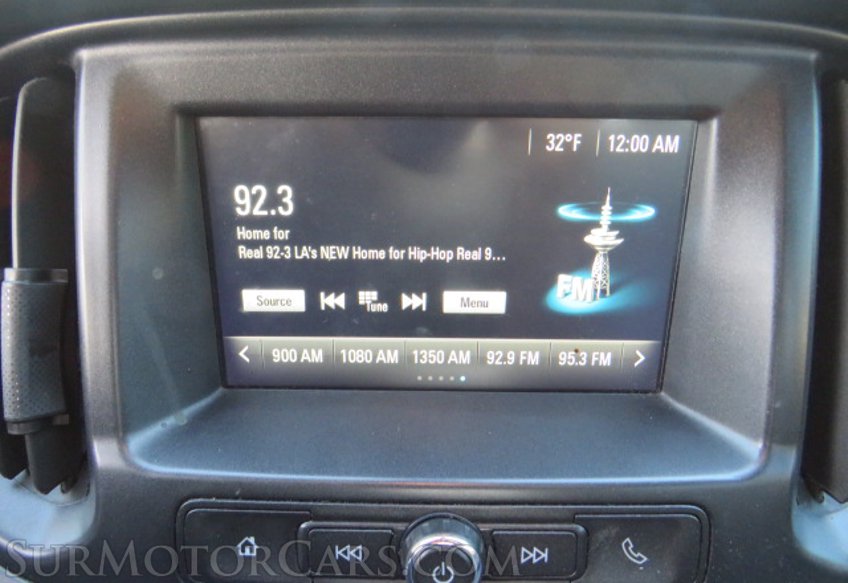 32°F 12:00 AM
92.3
Home for
Real 92-3 LA's NEW Home for Hip-Hop Real 9...
FM
Source Tune Menu
900 AM 1080 AM 1350 AM 92.9 FM 95.3 FM
SURMOTORCARS.COM